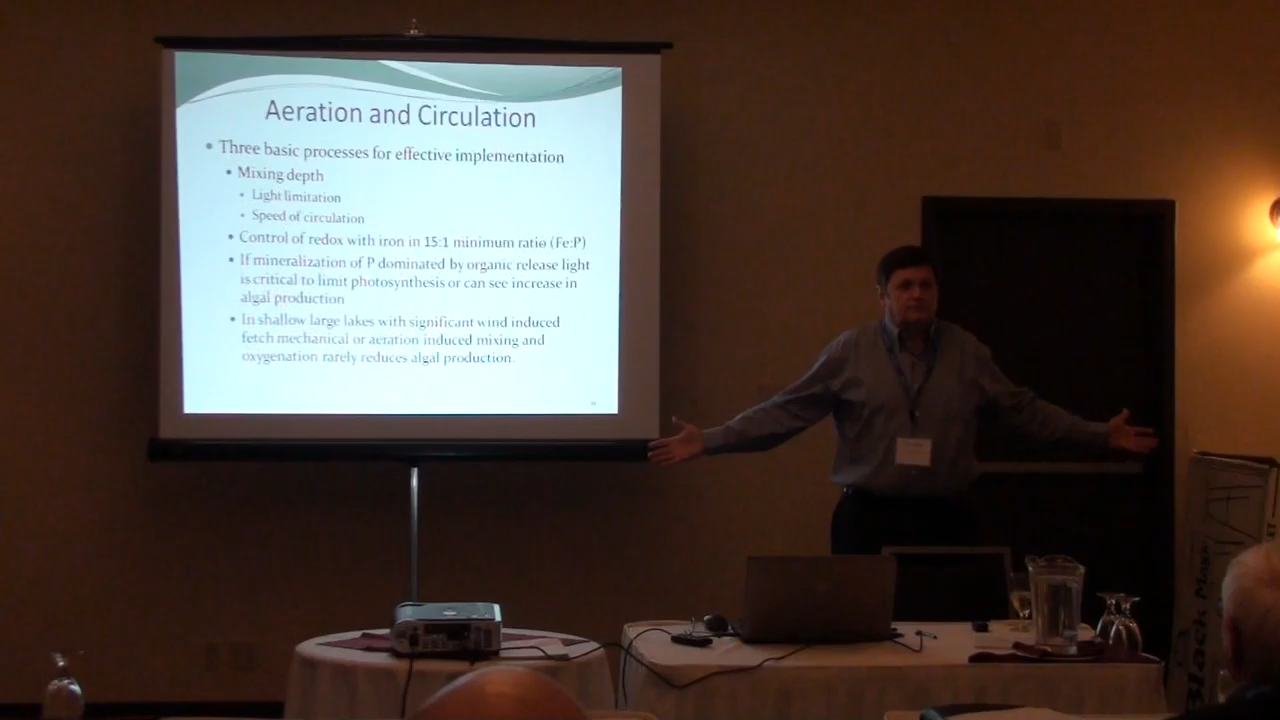 Aeration and Circulation
• Three basic processes for effective implementation
• Mixing depth
• Light limitation
• Speed of circulation
• Control of redox with iron in 15:1 minimum ratio (Fe:P)
• If mineralization of P dominated by organic release light
is critical to limit photosynthesis or can see increase in
algal production
• In shallow large lakes with significant wind induced
fetch mechanical or aeration induced mixing and
oxygenation rarely reduces algal production.
Black